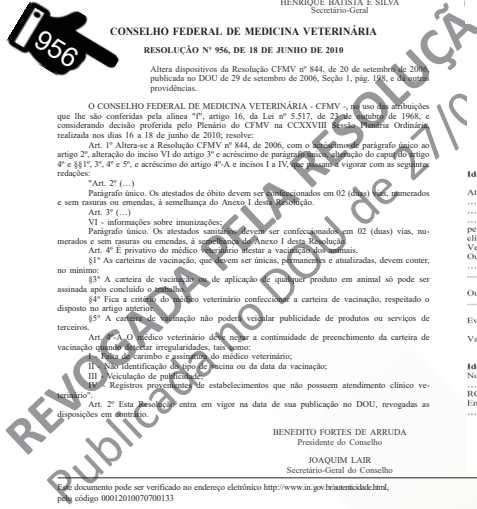 HENRIQUE BATISTA E SILVA
Secretário-Geral
956
CONSELHO FEDERAL DE MEDICINA VETERINÁRIA
RESOLUÇÃO Nº 956, DE 18 DE JUNHO DE 2010
Altera dispositivos da Resolução CFMV nº 844, de 20 de setembro de 2006,
publicada no DOU de 29 de setembro de 2006, Seção 1, pág. 198, e dá outras
providências.
O CONSELHO FEDERAL DE MEDICINA VETERINÁRIA - CFMV -, no uso das atribuições
que lhe são conferidas pela alínea "f", artigo 16, da Lei nº 5.517, de 23 de outubro de 1968, e
considerando decisão proferida pelo Plenário do CFMV na CCXXVIII Sessão Plenária Ordinária,
realizada nos dias 16 a 18 de junho de 2010; resolve:
Art. 1º Altera-se a Resolução CFMV nº 844, de 2006, com o acréscimo de parágrafo único ao
artigo 2º, alteração do inciso VI do artigo 3º e acréscimo de parágrafo único, alteração do caput do artigo
4º e §§1º, 3º, 4º e 5º, e acréscimo do artigo 4º-A e incisos I a IV, que passam a vigorar com as seguintes
redações:
"Art. 2º (…)
Parágrafo único. Os atestados de óbito devem ser confeccionados em 02 (duas) vias, numerados
e sem rasuras ou emendas, à semelhança do Anexo I desta Resolução.
Art. 3º (…)
VI - informações sobre imunizações;
Parágrafo único. Os atestados sanitários devem ser confeccionados em 02 (duas) vias, nu-
merados e sem rasuras ou emendas, à semelhança do Anexo I desta Resolução.
Art. 4º É privativo do médico veterinário atestar a vacinação dos animais.
§1º As carteiras de vacinação, que devem ser únicas, permanentes e atualizadas, devem conter,
no mínimo:
§3º A carteira de vacinação ou de aplicação de qualquer produto em animal só pode ser
assinada após concluído o trabalho.
§4º Fica a critério do médico veterinário confeccionar a carteira de vacinação, respeitado o
disposto no artigo anterior.
§5º A carteira de vacinação não poderá veicular publicidade de produtos ou serviços de
terceiros.
Art. 4º-A O médico veterinário deve negar a continuidade de preenchimento da carteira de
vacinação quando detectar irregularidades, tais como:
I - Falta de carimbo e assinatura do médico veterinário;
II - Não identificação do tipo de vacina ou da data da vacinação;
III - Veiculação de publicidade;
IV - Registros provenientes de estabelecimentos que não possuem atendimento clínico ve-
terinário".
Art. 2º Esta Resolução entra em vigor na data de sua publicação no DOU, revogadas as
disposições em contrário.
BENEDITO FORTES DE ARRUDA
Presidente do Conselho
JOAQUIM LAIR
Secretário-Geral do Conselho
Este documento pode ser verificado no endereço eletrônico http://www.in.gov.br/autenticidade.html,
pelo código 00012010070700133
REVOGADA PELA RESOLUÇÃ
Publicada no DOU de 27/0